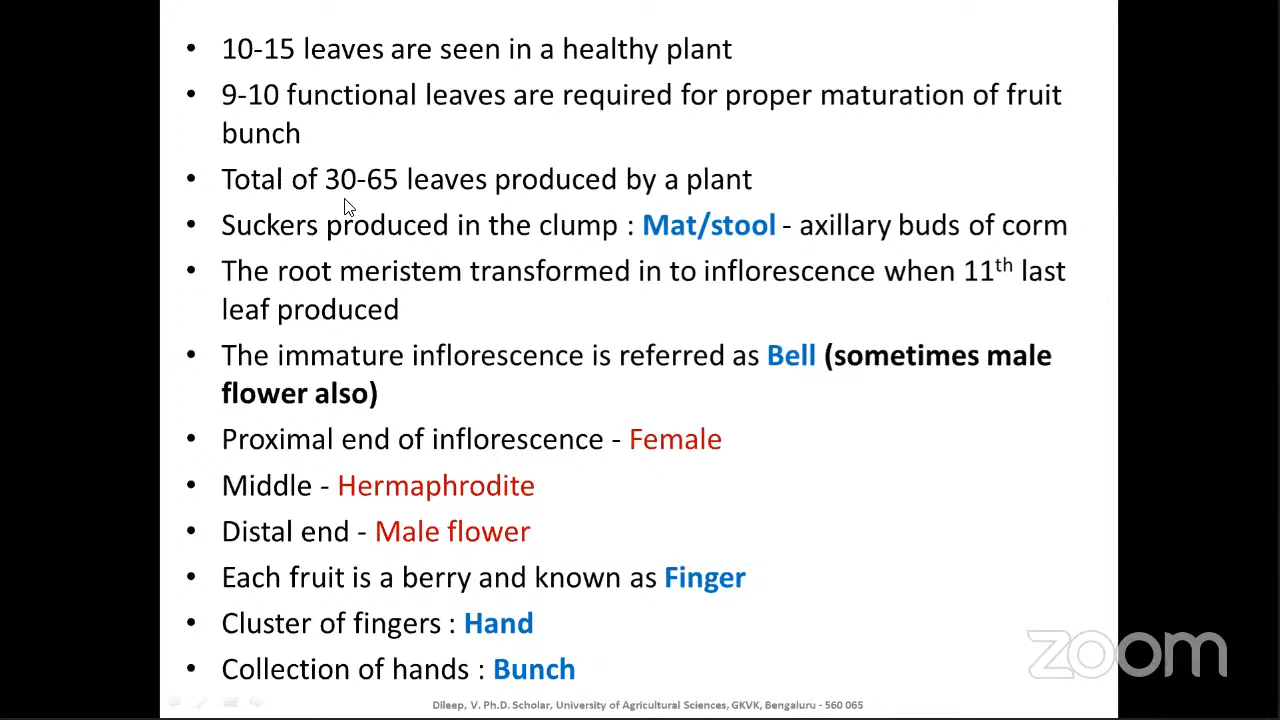 • 10-15 leaves are seen in a healthy plant
• 9-10 functional leaves are required for proper maturation of fruit
bunch
• Total of 30-65 leaves produced by a plant
• Suckers produced in the clump : Mat/stool - axillary buds of corm
• The root meristem transformed in to inflorescence when 11th last
leaf produced
• The immature inflorescence is referred as Bell (sometimes male
flower also)
• Proximal end of inflorescence - Female
• Middle - Hermaphrodite
• Distal end - Male flower
• Each fruit is a berry and known as Finger
• Cluster of fingers : Hand
• Collection of hands : Bunch
zoom
Dileep, V. Ph.D. Scholar, University of Agricultural Sciences, GKVK, Bengaluru - 560 065